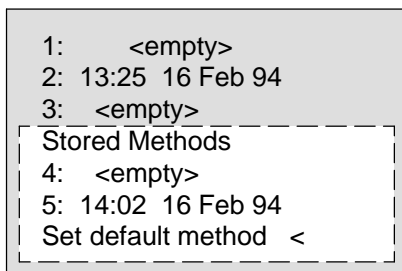 1: <empty>
2: 13:25 16 Feb 94
3: <empty>
Stored Methods
4: <empty>
5: 14:02 16 Feb 94
Set default method <